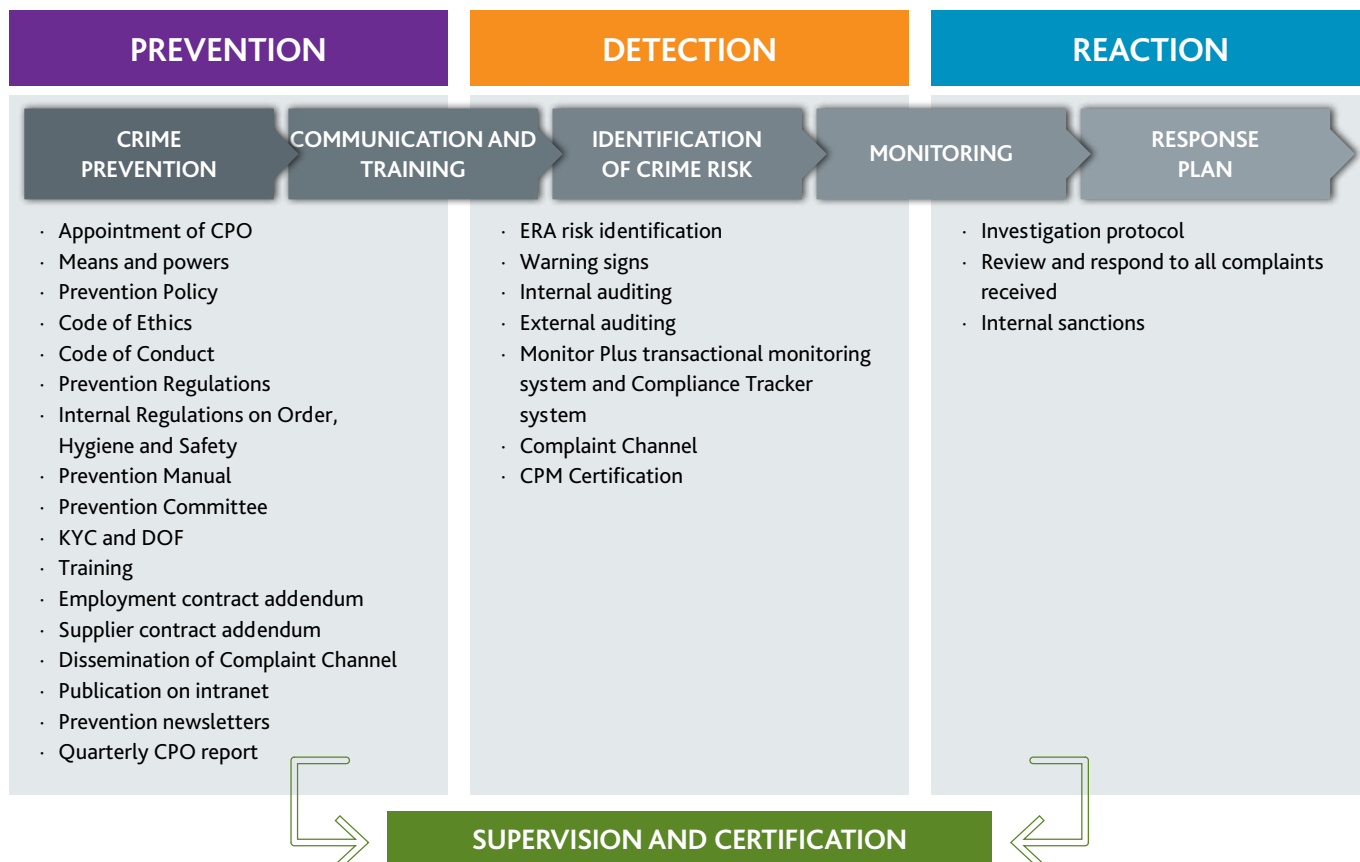 PREVENTION
DETECTION
REACTION
CRIME
PREVENTION
COMMUNICATION AND
TRAINING
IDENTIFICATION
OF CRIME RISK
MONITORING
RESPONSE
PLAN
· Appointment of CPO
· Means and powers
· Prevention Policy
· Code of Ethics
· Code of Conduct
· Prevention Regulations
· Internal Regulations on Order,
Hygiene and Safety
· Prevention Manual
· Prevention Committee
· KYC and DOF
· Training
· Employment contract addendum
· Supplier contract addendum
· Dissemination of Complaint Channel
· Publication on intranet
· Prevention newsletters
· Quarterly CPO report
· ERA risk identification
· Warning signs
· Internal auditing
· External auditing
· Monitor Plus transactional monitoring
system and Compliance Tracker
system
· Complaint Channel
· CPM Certification
· Investigation protocol
· Review and respond to all complaints
received
· Internal sanctions
SUPERVISION AND CERTIFICATION